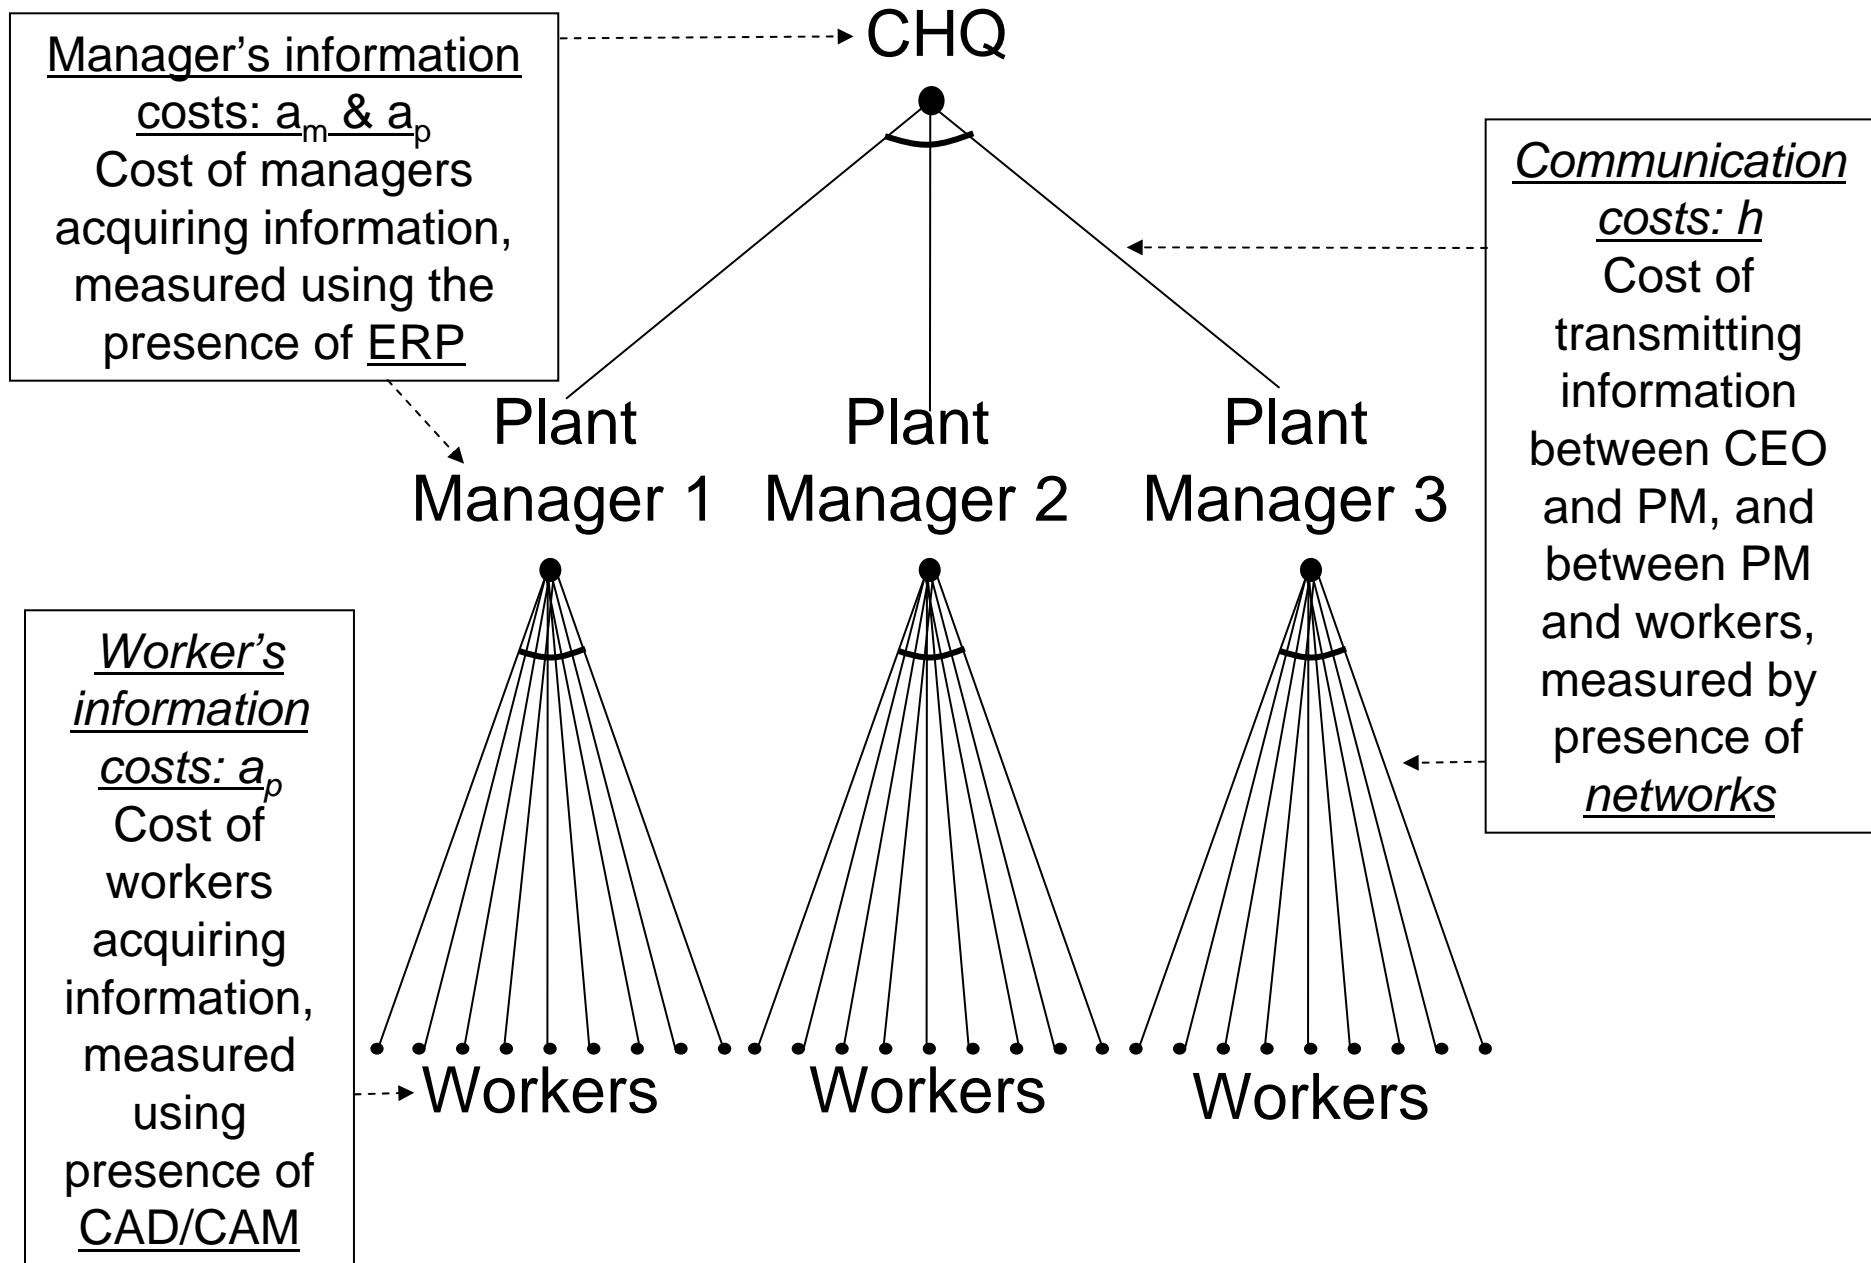 CHQ
Manager's information
costs: aₘ & aₚ
Cost of managers
acquiring information,
measured using the
presence of ERP
Communication
costs: h
Cost of
transmitting
information
between CEO
and PM, and
between PM
and workers,
measured by
presence of
networks
Plant
Manager 1
Plant
Manager 2
Plant
Manager 3
Worker's
information
costs: aₚ
Cost of
workers
acquiring
information,
measured
using
presence of
CAD/CAM
Workers
Workers
Workers